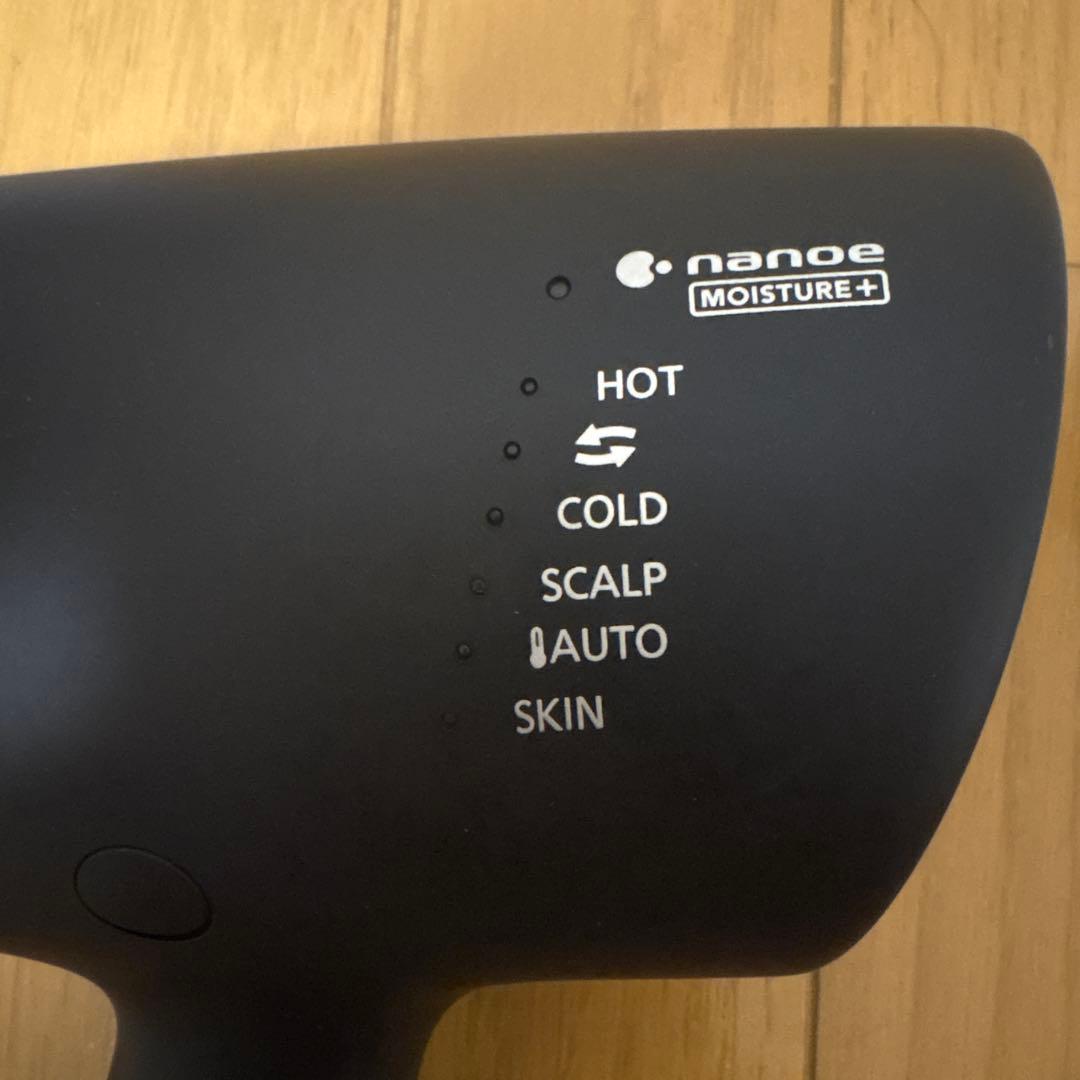 nanoe
MOISTURE+
HOT
COLD
SCALP
AUTO
SKIN